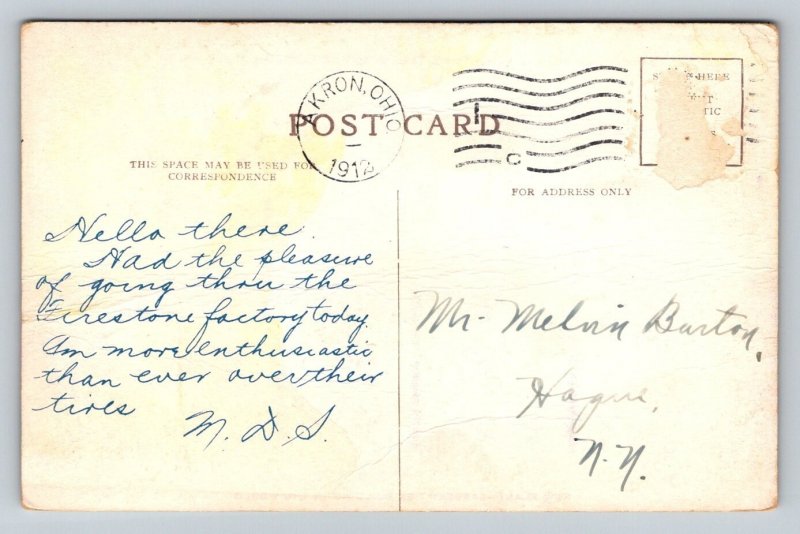 AKRON, OHIO
1912
POST CARD
C
THIS SPACE MAY BE USED FOR
CORRESPONDENCE
FOR ADDRESS ONLY
HERE
Hello there.
Had the pleasure
of going thru the
Firestone factory today.
Am more enthusiastic
than ever over their
tires
M. D. S.
Mr. Melvin Burton,
Hague,
N.Y.